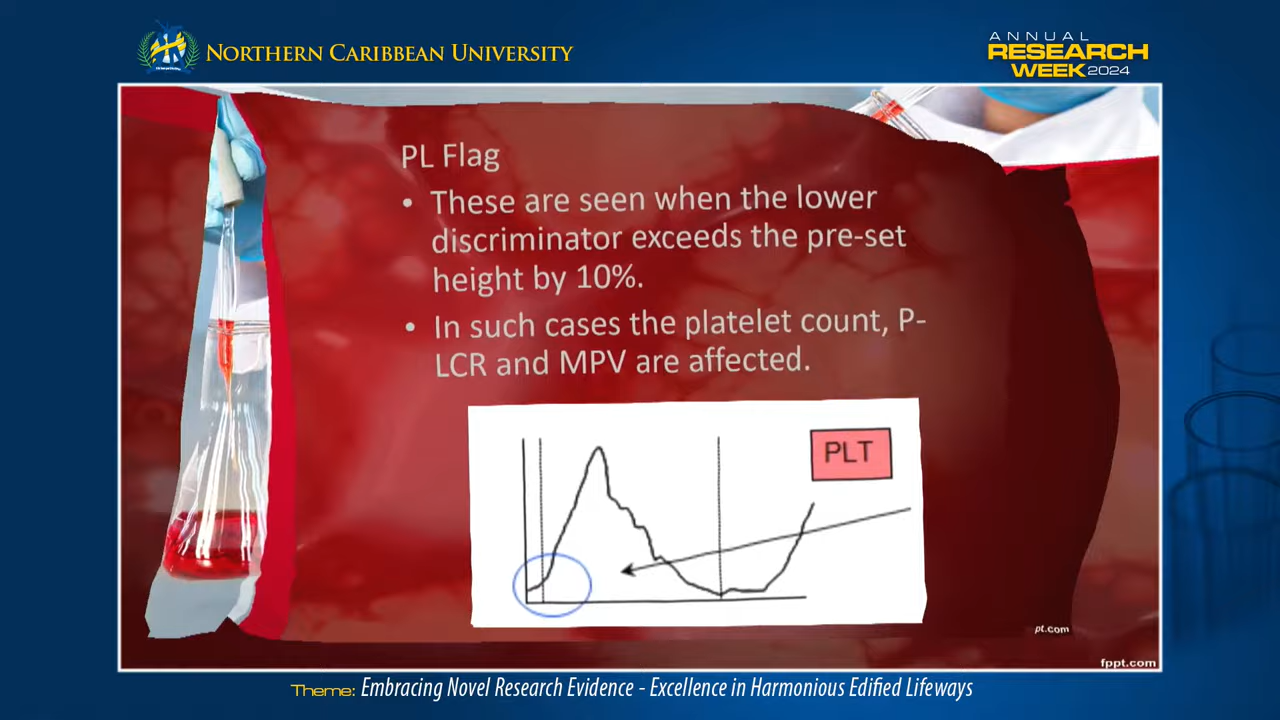 NORTHERN CARIBBEAN UNIVERSITY
ANNUAL
RESEARCH
WEEK 2024
PL Flag
• These are seen when the lower
discriminator exceeds the pre-set
height by 10%.
• In such cases the platelet count, P-
LCR and MPV are affected.
PLT
pt.com
fppt.com
Theme: Embracing Novel Research Evidence - Excellence in Harmonious Edified Lifeways